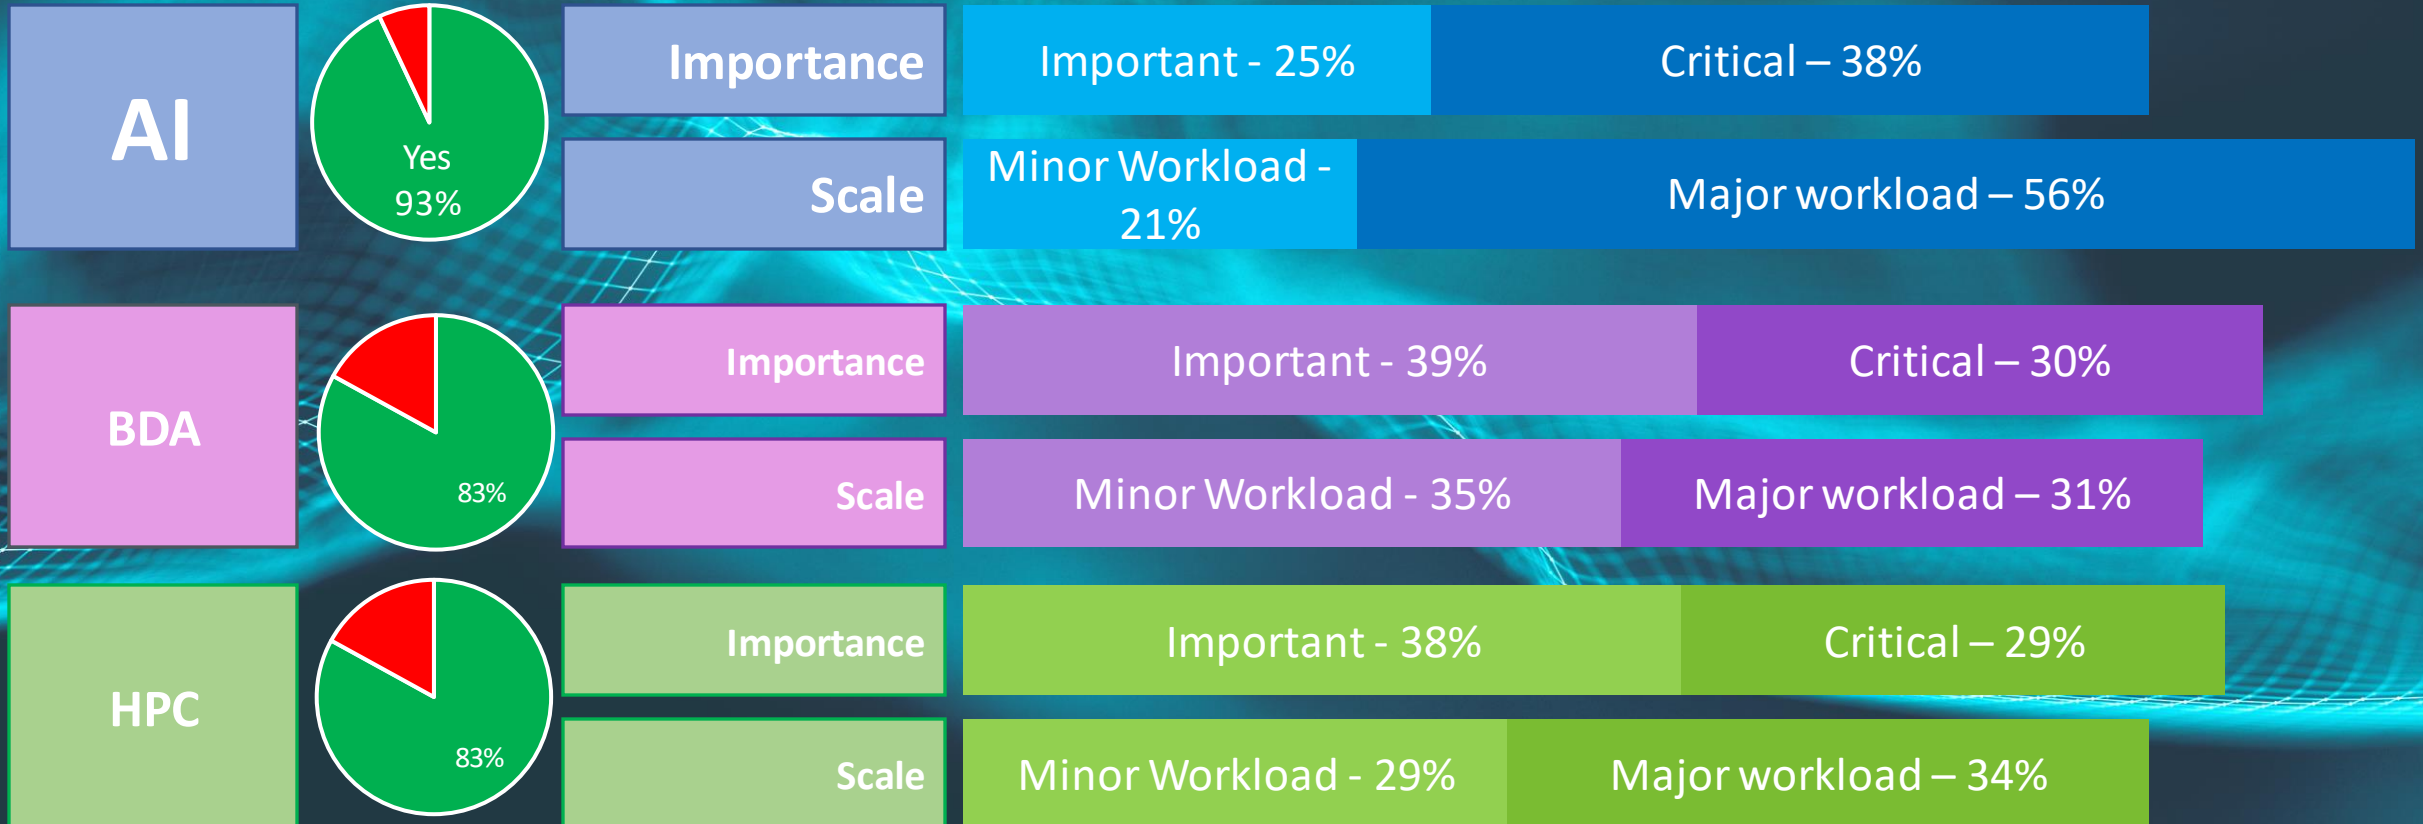 AI
Yes
93%
Importance
Important - 25%
Critical – 38%
Scale
Minor Workload -
21%
Major workload – 56%
BDA
83%
Importance
Important - 39%
Critical – 30%
Scale
Minor Workload - 35%
Major workload – 31%
HPC
83%
Importance
Important - 38%
Critical – 29%
Scale
Minor Workload - 29%
Major workload – 34%